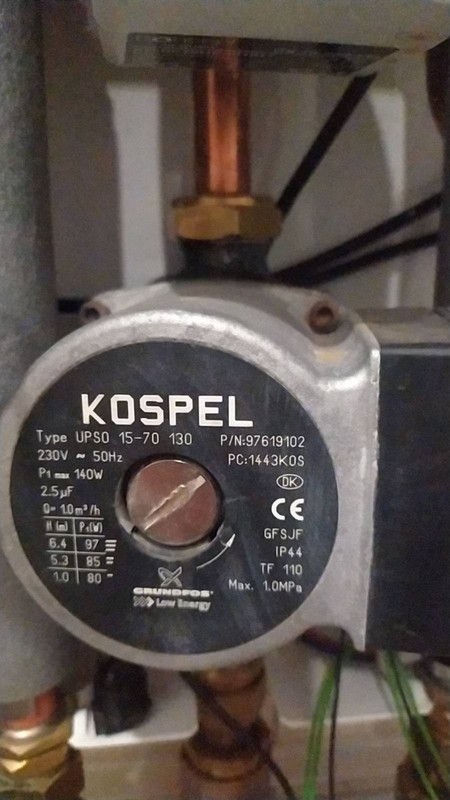 KOSPEL
Type UPSO 15-70 130 P/N:97619102
230V ~ 50Hz PC:1443KOS
P1 max 140W
2.5µF DK
Q= 1.0m³/h CE
H (m) P1(W) GFSJF
6.4 97 IP44
5.3 85 TF 110
1.0 80 Max. 1.0MPa
GRUNDFOS
Low Energy